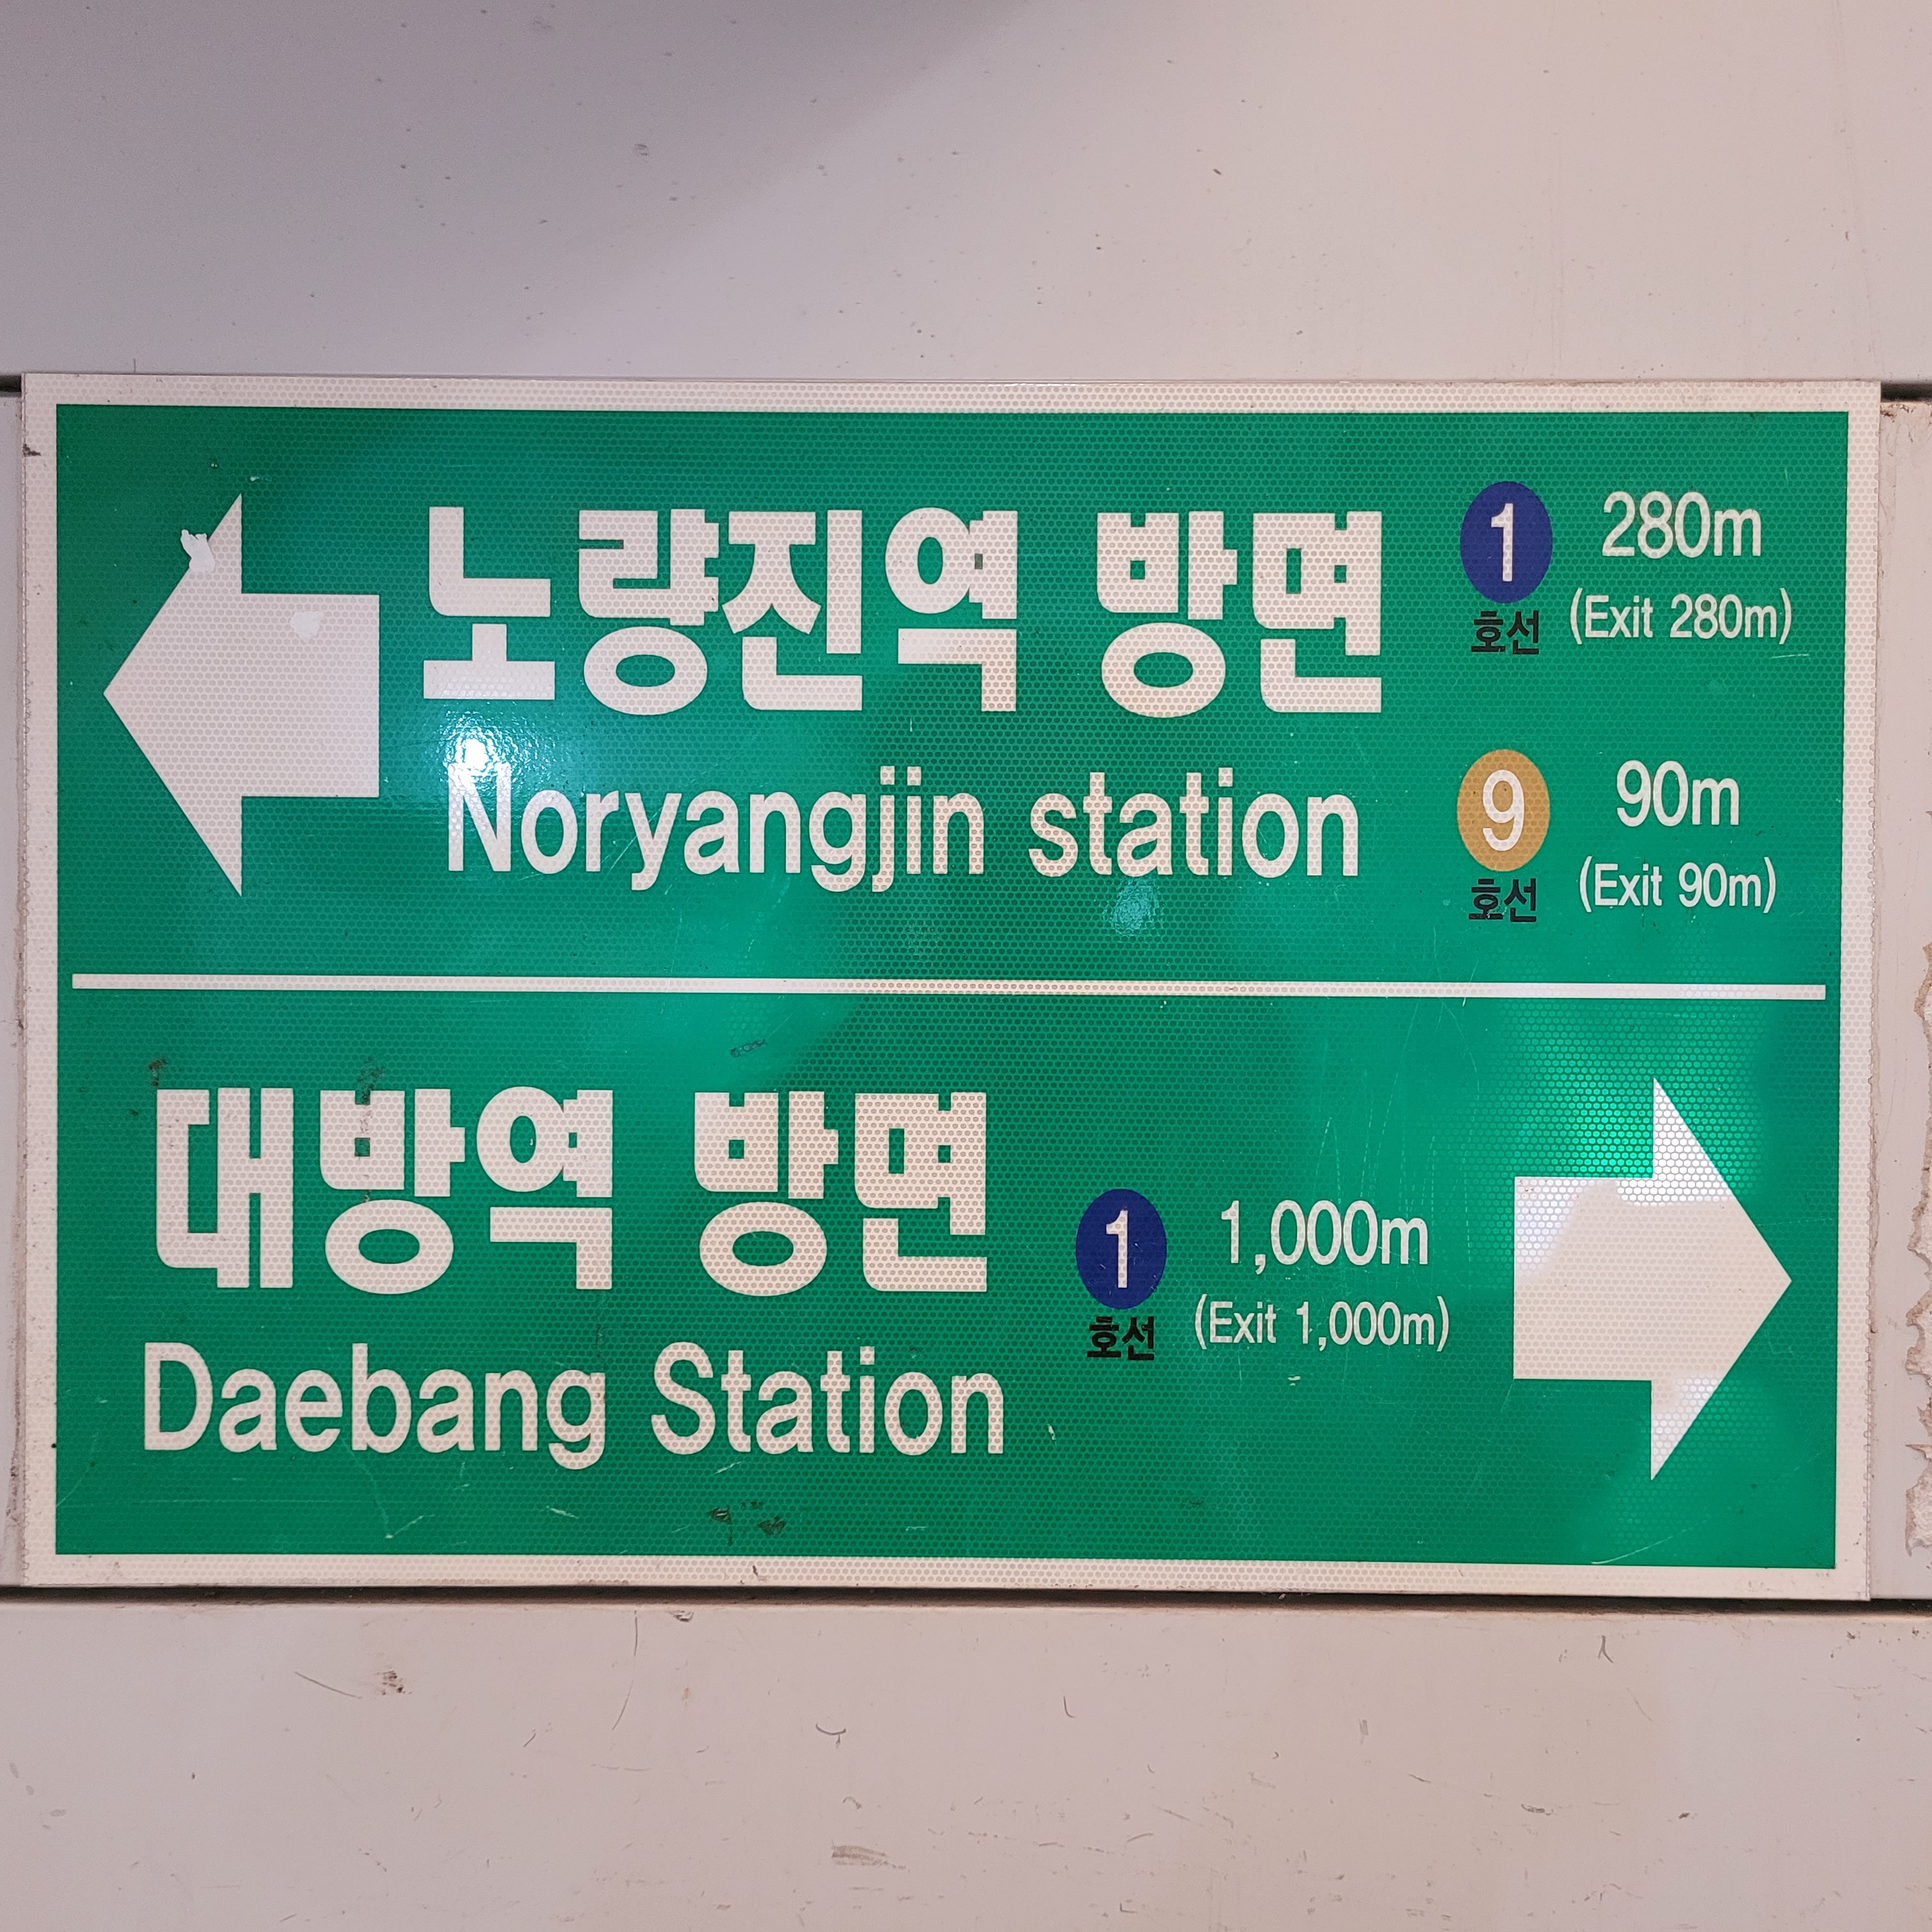 노량진역 방면
Noryangjin station
1 호선
280m
(Exit 280m)
9 호선
90m
(Exit 90m)
대방역 방면
Daebang Station
1 호선
1,000m
(Exit 1,000m)